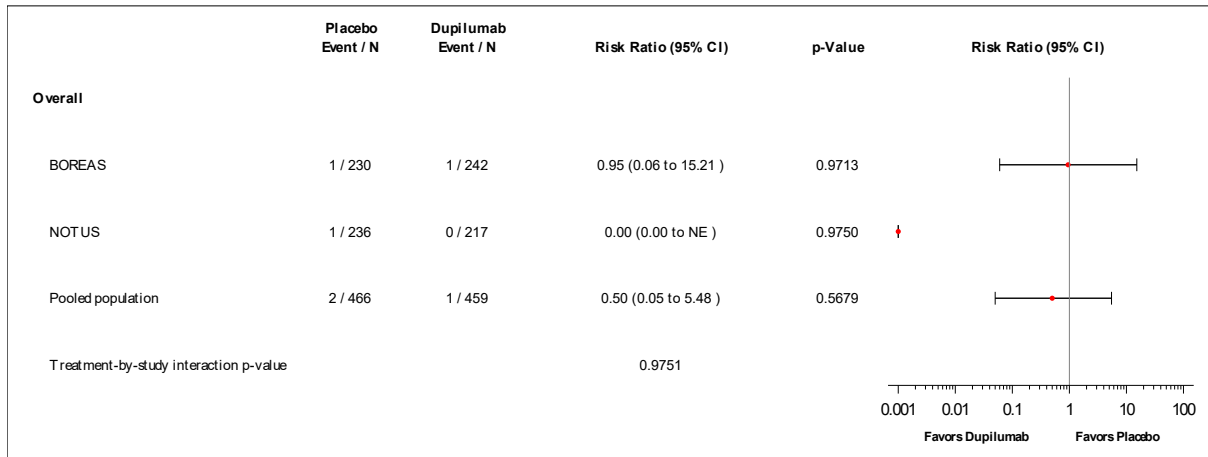 Placebo Event / N Dupilumab Event / N Risk Ratio (95% CI) p-Value Risk Ratio (95% CI)
Overall
BOREAS 1 / 230 1 / 242 0.95 (0.06 to 15.21 ) 0.9713
NOTUS 1 / 236 0 / 217 0.00 (0.00 to NE ) 0.9750
Pooled population 2 / 466 1 / 459 0.50 (0.05 to 5.48 ) 0.5679
Treatment-by-study interaction p-value 0.9751
0.001 0.01 0.1 1 10 100
Favors Dupilumab Favors Placebo